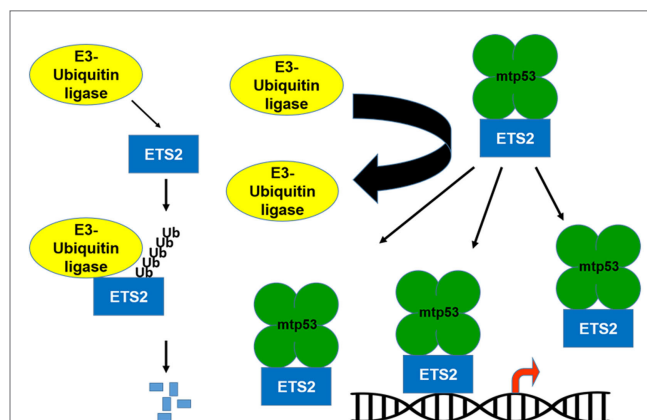 E3-
Ubiquitin
ligase
ETS2
E3-
Ubiquitin
ligase
Ub
Ub
Ub
Ub
Ub
ETS2
E3-
Ubiquitin
ligase
E3-
Ubiquitin
ligase
mtp53
ETS2
mtp53
ETS2
mtp53
ETS2
mtp53
ETS2